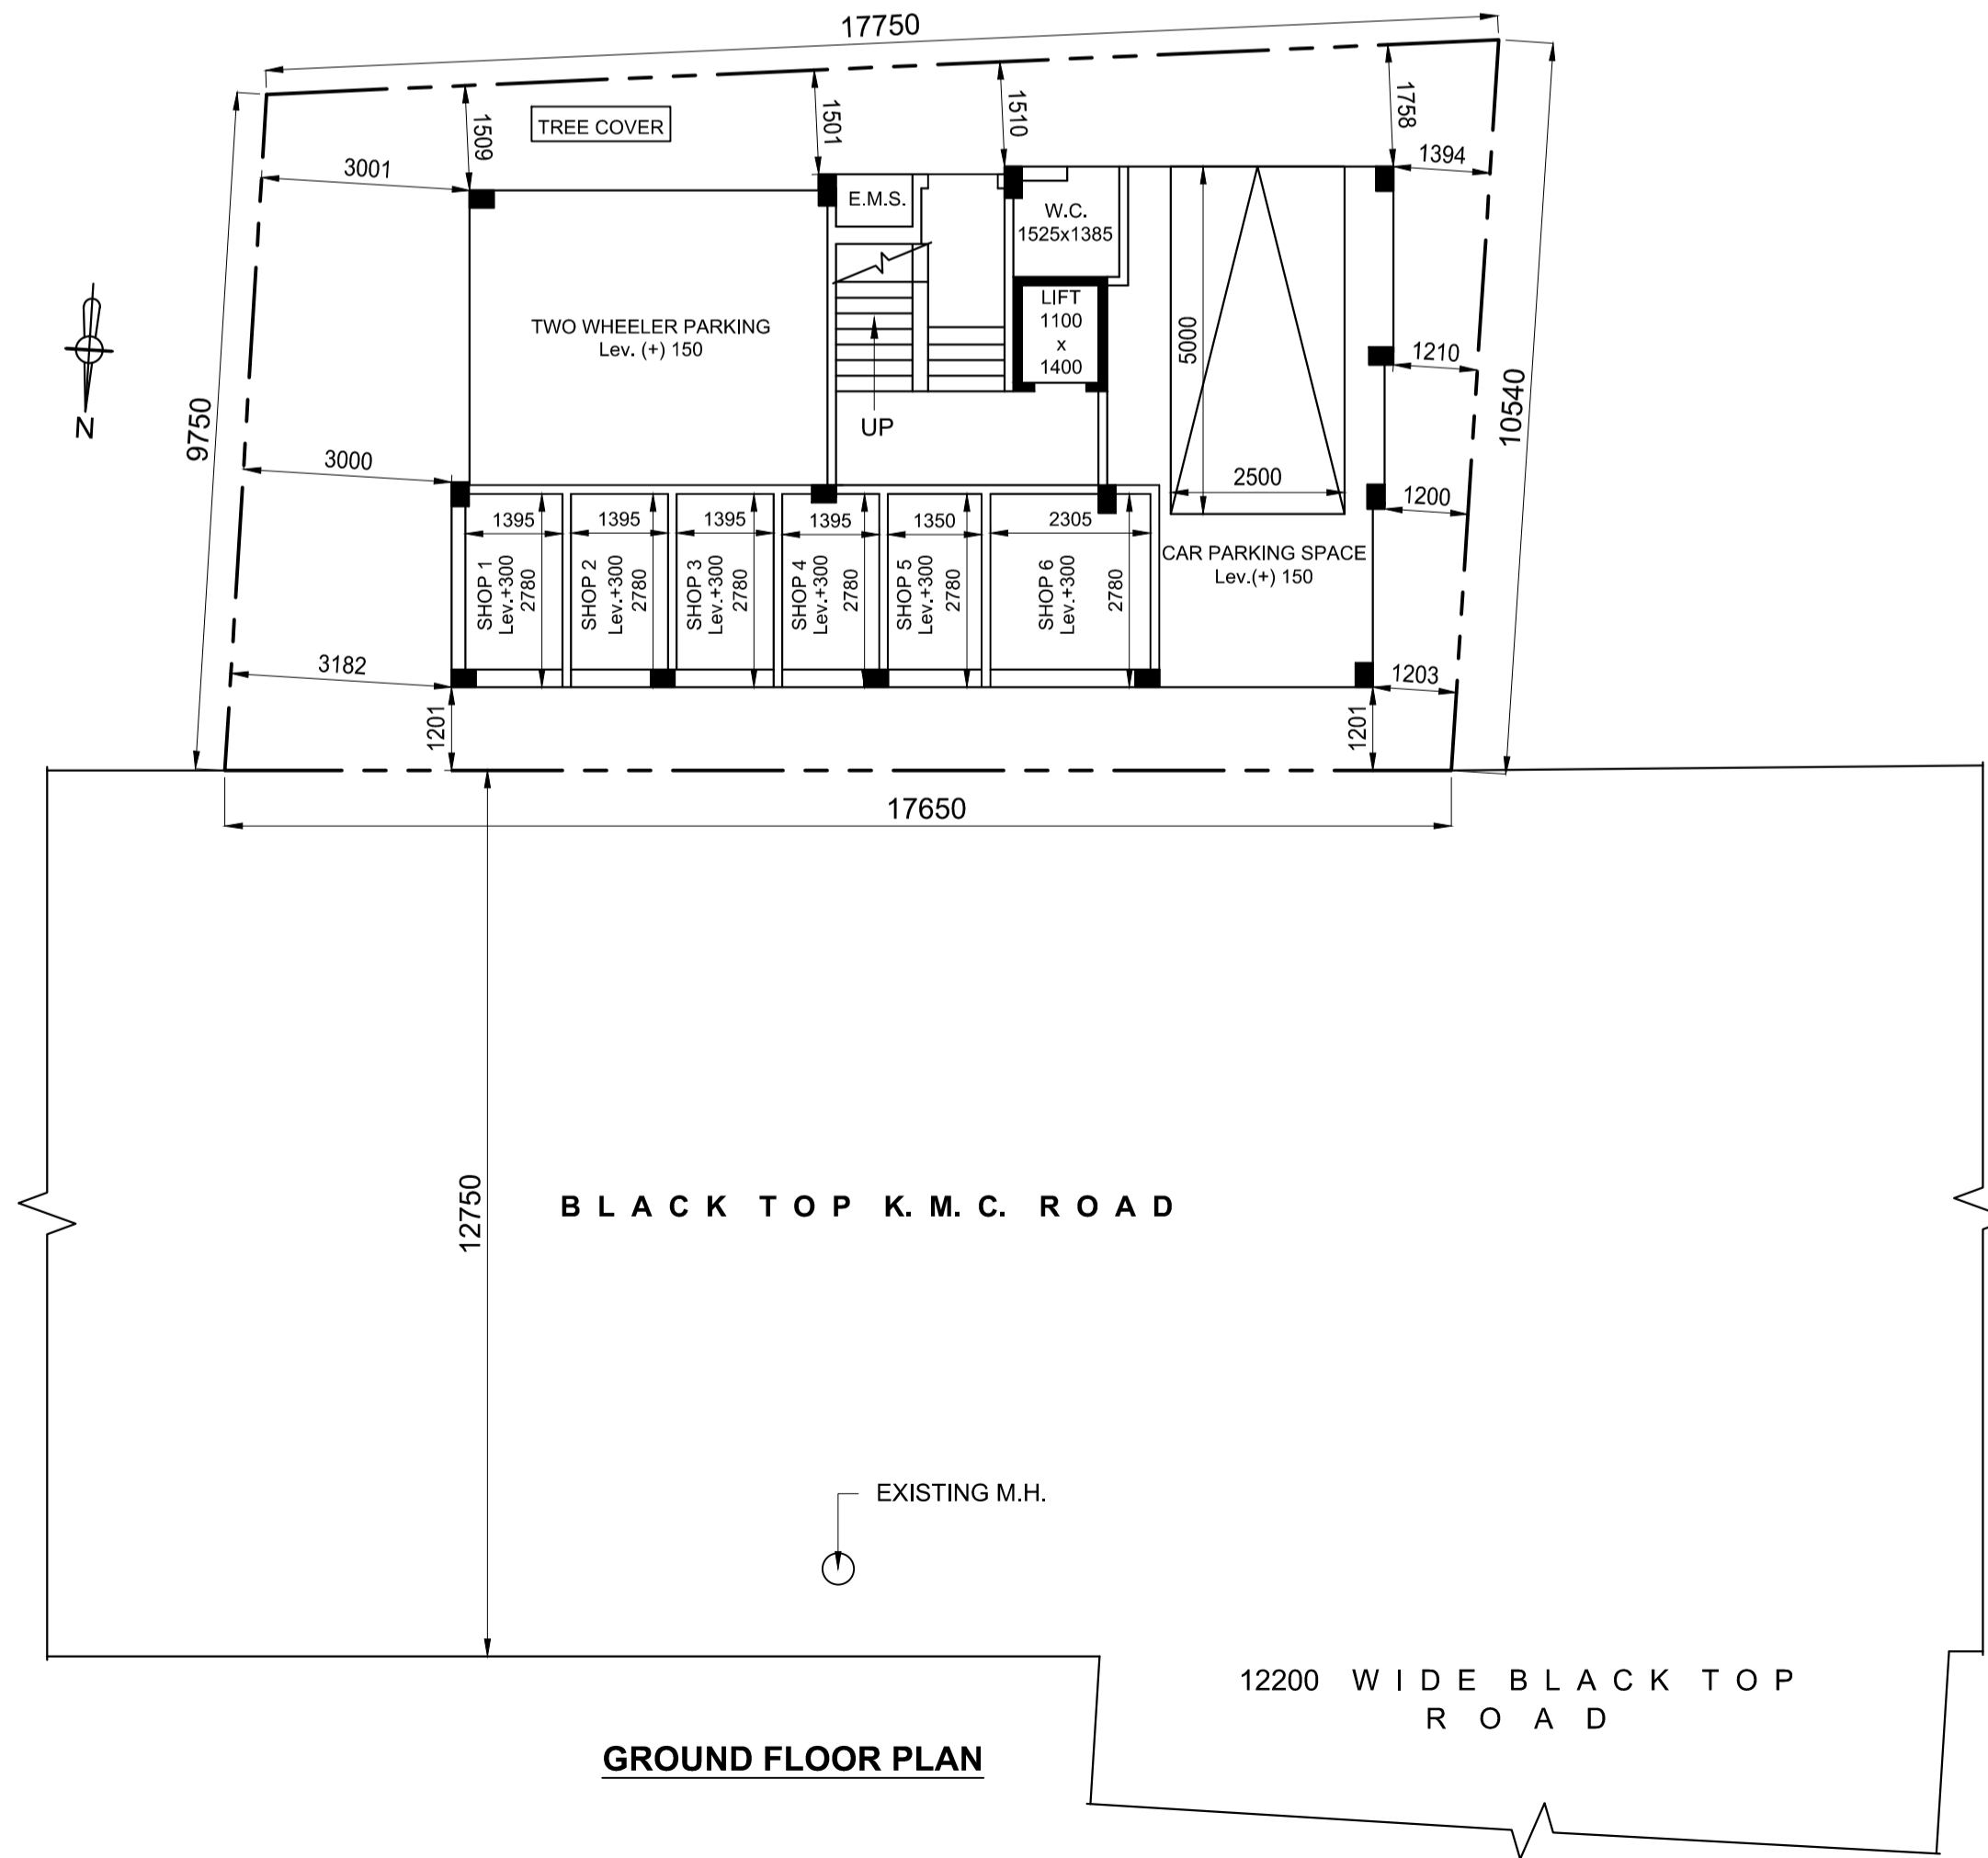 17750
1509
TREE COVER
1501
1510
1758
3001
1394
E.M.S.
W.C.
1525x1385
TWO WHEELER PARKING
Lev. (+) 150
LIFT
1100
x
1400
5000
1210
N
9750
10540
UP
3000
2500
1200
1395
1395
1395
1395
1350
2305
SHOP 1
Lev.+300
2780
SHOP 2
Lev.+300
2780
SHOP 3
Lev.+300
2780
SHOP 4
Lev.+300
2780
SHOP 5
Lev.+300
2780
SHOP 6
Lev.+300
2780
CAR PARKING SPACE
Lev.(+) 150
3182
1203
1201
1201
17650
12750
BLACK TOP K.M.C. ROAD
EXISTING M.H.
12200 WIDE BLACK TOP
ROAD
GROUND FLOOR PLAN